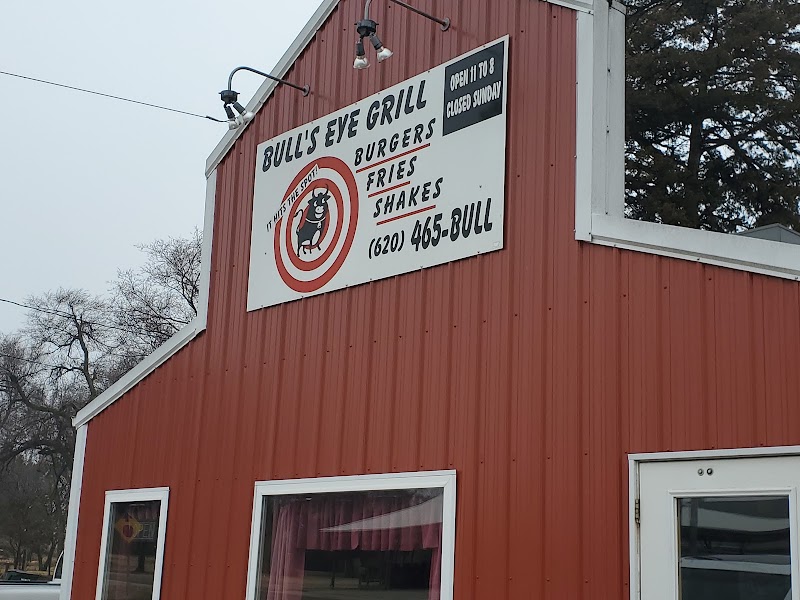 BULL'S EYE GRILL
OPEN 11 TO 8
CLOSED SUNDAY
IT HITS THE SPOT!
BURGERS
FRIES
SHAKES
(620) 465-BULL